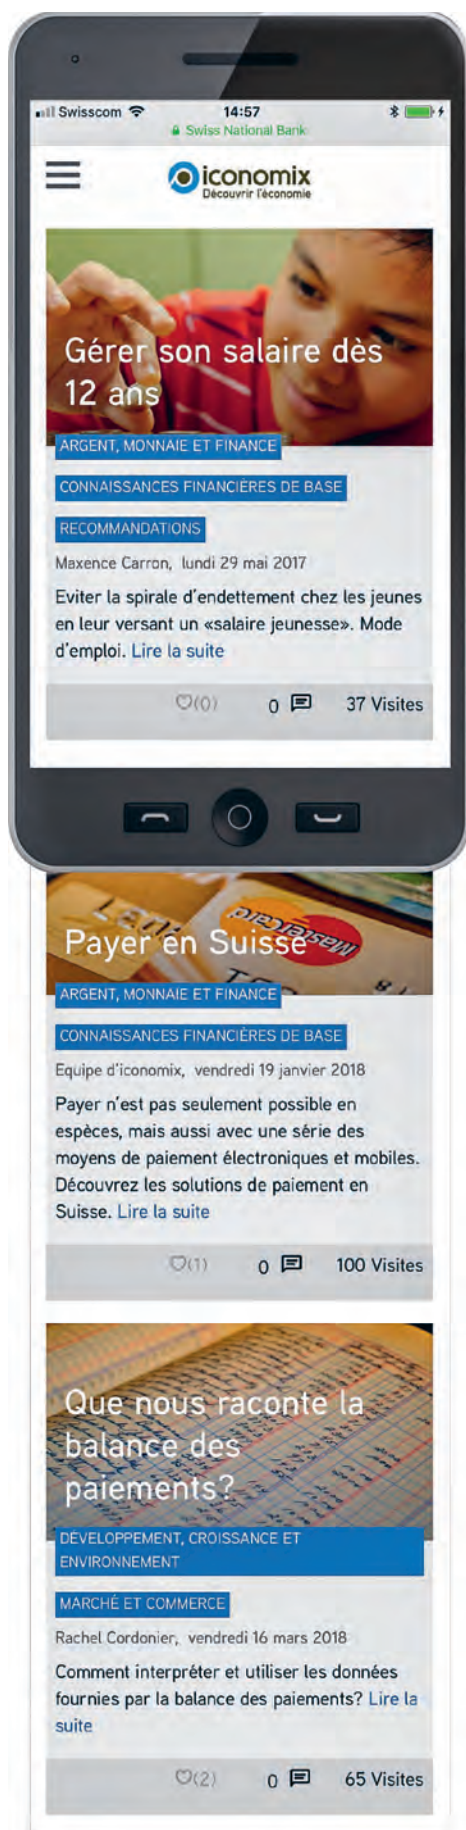 Swisscom
14:57
Swiss National Bank
iconomix
Découvrir l'économie
Gérer son salaire dès
12 ans
ARGENT, MONNAIE ET FINANCE
CONNAISSANCES FINANCIÈRES DE BASE
RECOMMANDATIONS
Maxence Carron, lundi 29 mai 2017
Eviter la spirale d'endettement chez les jeunes
en leur versant un «salaire jeunesse». Mode
d'emploi. Lire la suite
(0)
0
37 Visites
Mastercard
Payer en Suisse
ARGENT, MONNAIE ET FINANCE
CONNAISSANCES FINANCIÈRES DE BASE
Equipe d'iconomix, vendredi 19 janvier 2018
Payer n'est pas seulement possible en
espèces, mais aussi avec une série des
moyens de paiement électroniques et mobiles.
Découvrez les solutions de paiement en
Suisse. Lire la suite
(1)
0
100 Visites
Que nous raconte la
balance des
paiements?
DÉVELOPPEMENT, CROISSANCE ET
ENVIRONNEMENT
MARCHÉ ET COMMERCE
Rachel Cordonier, vendredi 16 mars 2018
Comment interpréter et utiliser les données
fournies par la balance des paiements? Lire la
suite
(2)
0
65 Visites